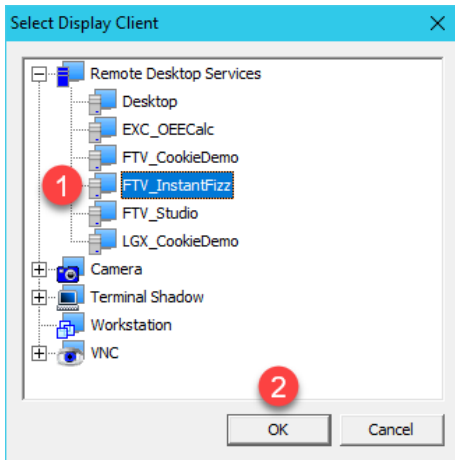 Select Display Client
Remote Desktop Services
Desktop
EXC_OEECalc
FTV_CookieDemo
1
FTV_InstantFizz
FTV_Studio
LGX_CookieDemo
Camera
Terminal Shadow
Workstation
VNC
2
OK
Cancel